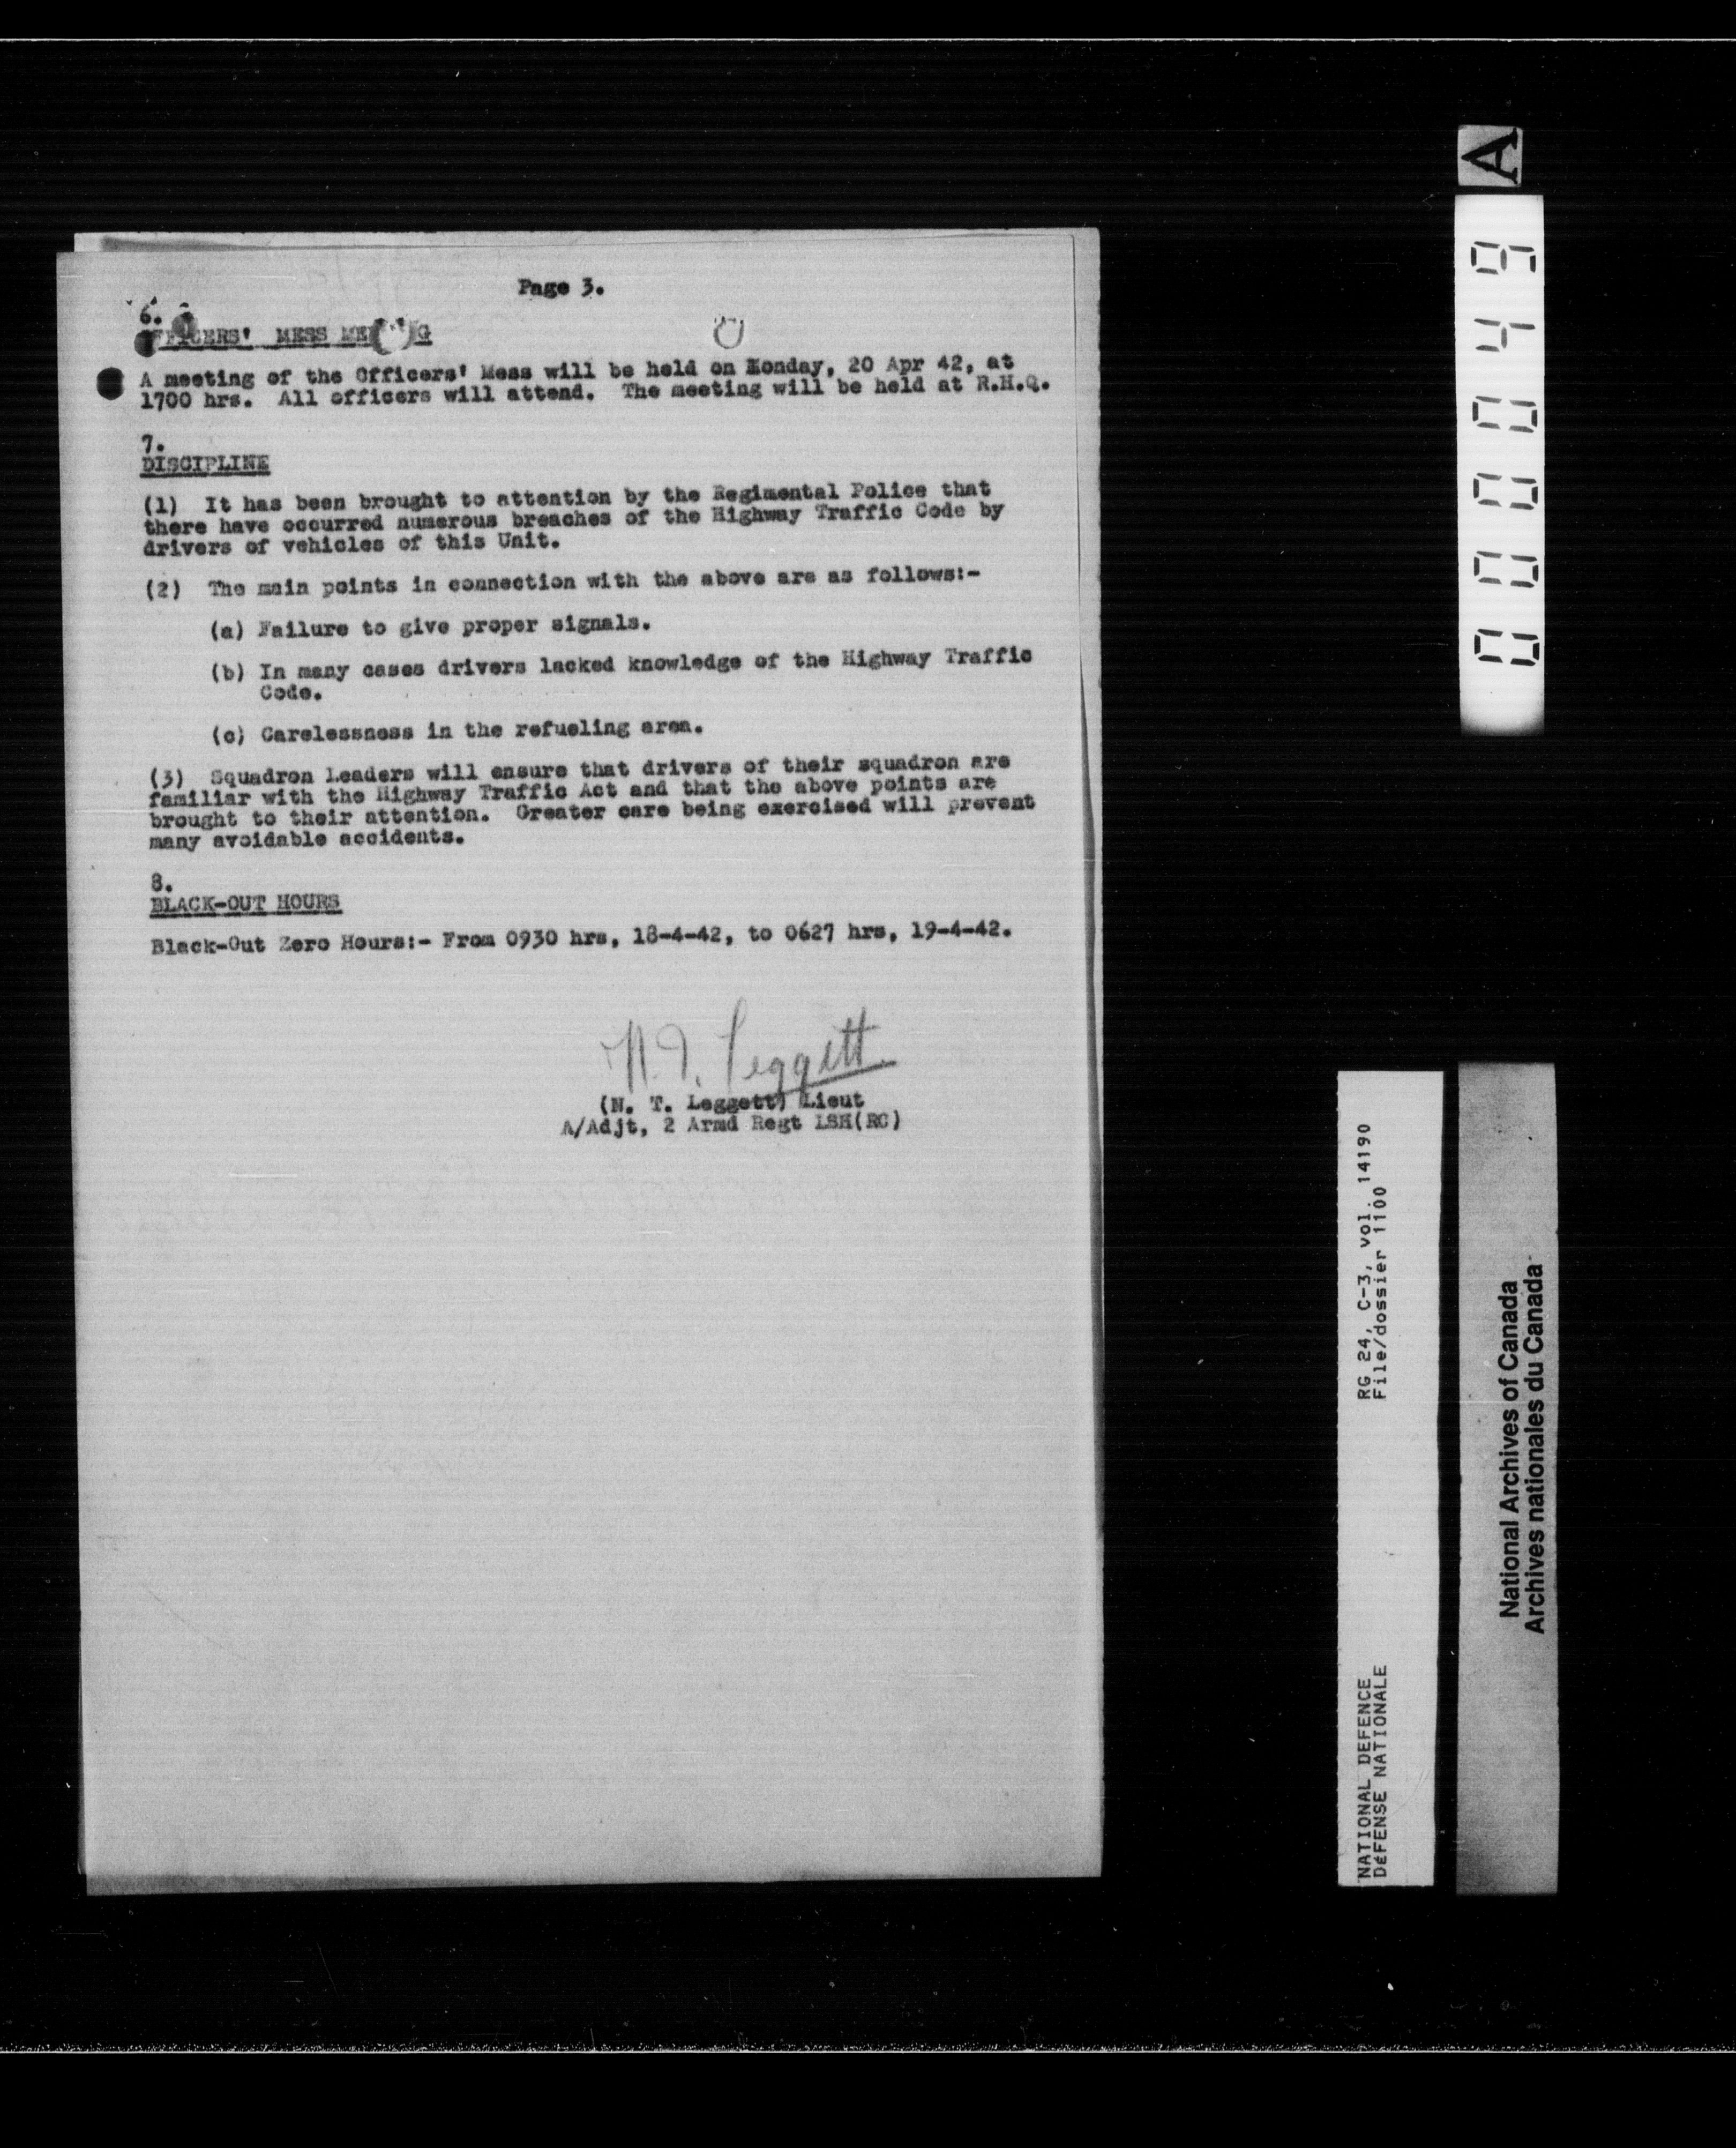 Page 3.
6.
OFFICERS' MESS MEETING
A meeting of the Officers' Mess will be held on Monday, 20 Apr 42, at
1700 hrs. All officers will attend. The meeting will be held at R.H.Q.
7.
DISCIPLINE
(1) It has been brought to attention by the Regimental Police that
there have occurred numerous breaches of the Highway Traffic Code by
drivers of vehicles of this Unit.
(2) The main points in connection with the above are as follows:-
(a) Failure to give proper signals.
(b) In many cases drivers lacked knowledge of the Highway Traffic
Code.
(c) Carelessness in the refueling area.
(3) Squadron Leaders will ensure that drivers of their squadron are
familiar with the Highway Traffic Act and that the above points are
brought to their attention. Greater care being exercised will prevent
many avoidable accidents.
8.
BLACK-OUT HOURS
Black-Out Zero Hours:- From 0930 hrs, 18-4-42, to 0627 hrs, 19-4-42.
N. T. Leggett
(N. T. Leggett) Lieut
A/Adjt, 2 Armd Regt LSH(RC)
A
000049
RG 24, C-3, vol. 14190
File/dossier 1100
NATIONAL DEFENCE
DÉFENSE NATIONALE
National Archives of Canada
Archives nationales du Canada